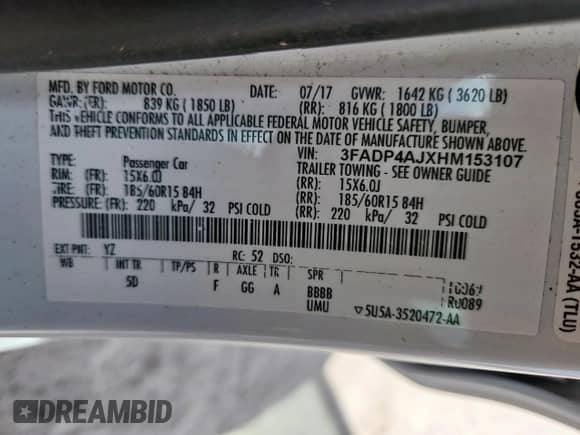 MFD. BY FORD MOTOR CO. DATE: 07/17 GVWR: 1642 KG ( 3620 LB)
GAWR: (FR): 839 KG ( 1850 LB) (RR): 816 KG ( 1800 LB)
THIS VEHICLE CONFORMS TO ALL APPLICABLE FEDERAL MOTOR VEHICLE SAFETY, BUMPER,
AND THEFT PREVENTION STANDARDS IN EFFECT ON THE DATE OF MANUFACTURE SHOWN ABOVE.
VIN: 3FADP4AJXHM153107
TYPE: Passenger Car TRAILER TOWING - SEE OWNER GUIDE
RIM: (FR): 15X6.0J (RR): 15X6.0J
TIRE: (FR): 185/60R15 84H (RR): 185/60R15 84H
PRESSURE: (FR): 220 kPa/ 32 PSI COLD (RR): 220 kPa/ 32 PSI COLD
EXT PNT: YZ RC: 52 DSO:
WB INT TR TP/PS R AXLE TR SPR
5D F GG A BBBB
UMU
R0089
▽5U5A-3520472-AA
(TLU)
DREAMBID